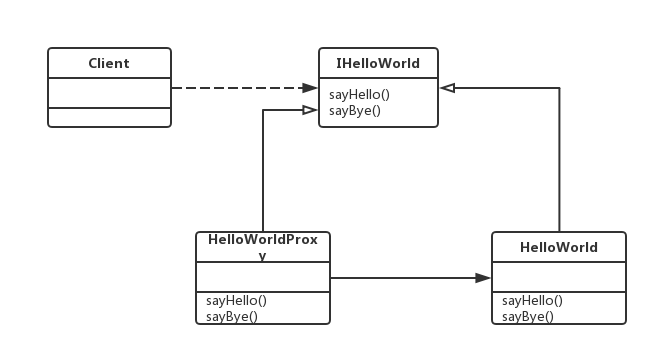 Client
IHelloWorld
sayHello()
sayBye()
HelloWorldProx
y
sayHello()
sayBye()
HelloWorld
sayHello()
sayBye()